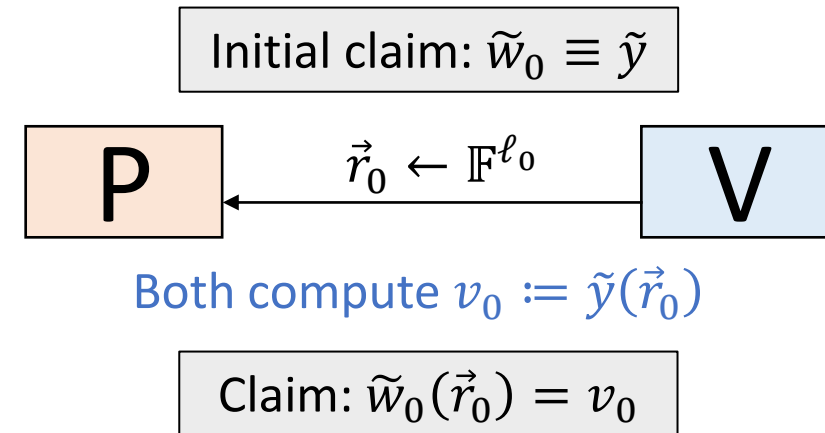 Initial claim: w̃₀ ≡ ỹ
P
r⃗₀ ← 𝔽^ℓ₀
V
Both compute v₀ ≔ ỹ(r⃗₀)
Claim: w̃₀(r⃗₀) = v₀